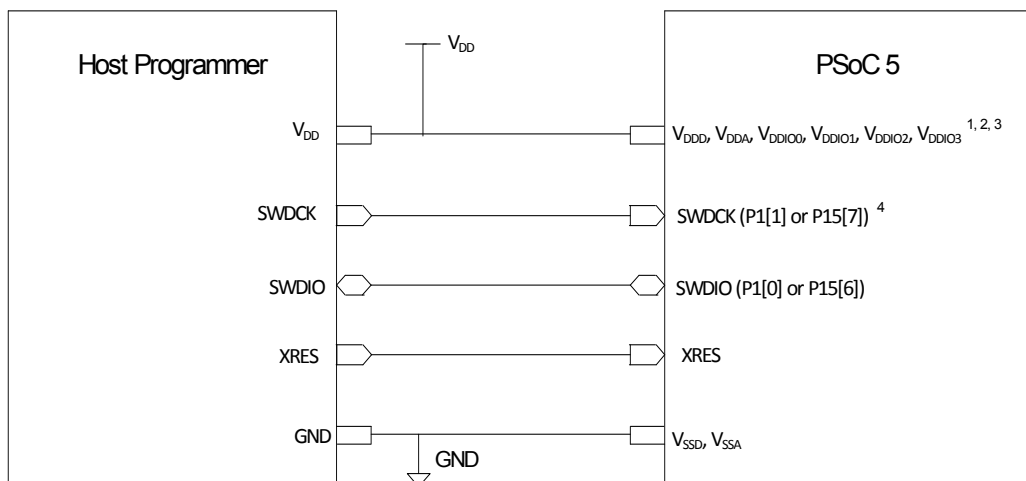 V_DD
Host Programmer
PSoC 5
V_DD
V_DDD, V_DDA, V_DDIO0, V_DDIO1, V_DDIO2, V_DDIO3 1, 2, 3
SWDCK
SWDCK (P1[1] or P15[7]) 4
SWDIO
SWDIO (P1[0] or P15[6])
XRES
XRES
GND
V_SSD, V_SSA
GND